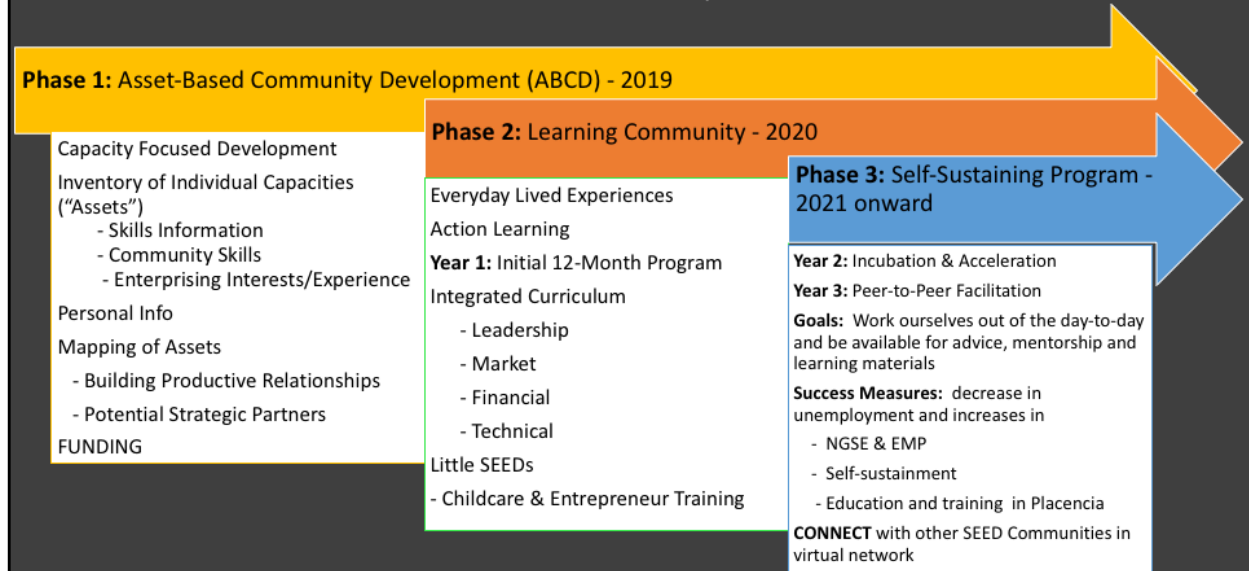 Phase 1: Asset-Based Community Development (ABCD) - 2019
Capacity Focused Development
Inventory of Individual Capacities
(“Assets”)
- Skills Information
- Community Skills
- Enterprising Interests/Experience
Personal Info
Mapping of Assets
- Building Productive Relationships
- Potential Strategic Partners
FUNDING
Phase 2: Learning Community - 2020
Everyday Lived Experiences
Action Learning
Year 1: Initial 12-Month Program
Integrated Curriculum
- Leadership
- Market
- Financial
- Technical
Little SEEDs
- Childcare & Entrepreneur Training
Phase 3: Self-Sustaining Program -
2021 onward
Year 2: Incubation & Acceleration
Year 3: Peer-to-Peer Facilitation
Goals: Work ourselves out of the day-to-day
and be available for advice, mentorship and
learning materials
Success Measures: decrease in
unemployment and increases in
- NGSE & EMP
- Self-sustainment
- Education and training in Placencia
CONNECT with other SEED Communities in
virtual network